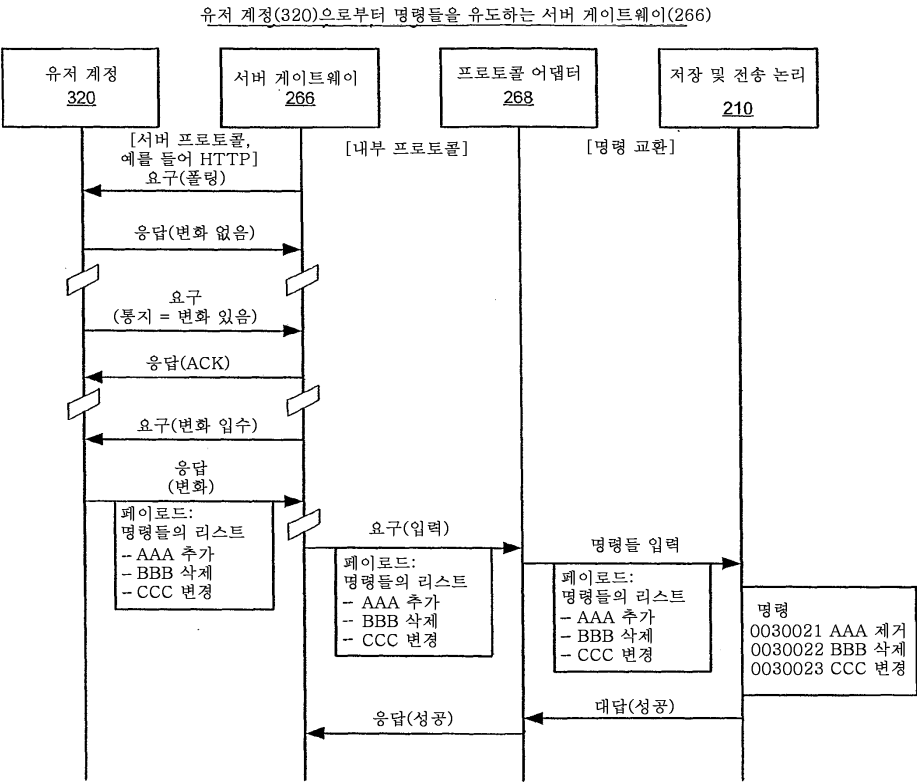 유저 계정(320)으로부터 명령들을 유도하는 서버 게이트웨이(266)
유저 계정
320
서버 게이트웨이
266
프로토콜 어댑터
268
저장 및 전송 논리
210
[서버 프로토콜,
예를 들어 HTTP]
[내부 프로토콜]
[명령 교환]
요구(폴링)
응답(변화 없음)
요구
(통지 = 변화 있음)
응답(ACK)
요구(변화 입수)
응답
(변화)
페이로드:
명령들의 리스트
-- AAA 추가
-- BBB 삭제
-- CCC 변경
요구(입력)
페이로드:
명령들의 리스트
-- AAA 추가
-- BBB 삭제
-- CCC 변경
명령들 입력
페이로드:
명령들의 리스트
-- AAA 추가
-- BBB 삭제
-- CCC 변경
명령
0030021 AAA 제거
0030022 BBB 삭제
0030023 CCC 변경
대답(성공)
응답(성공)